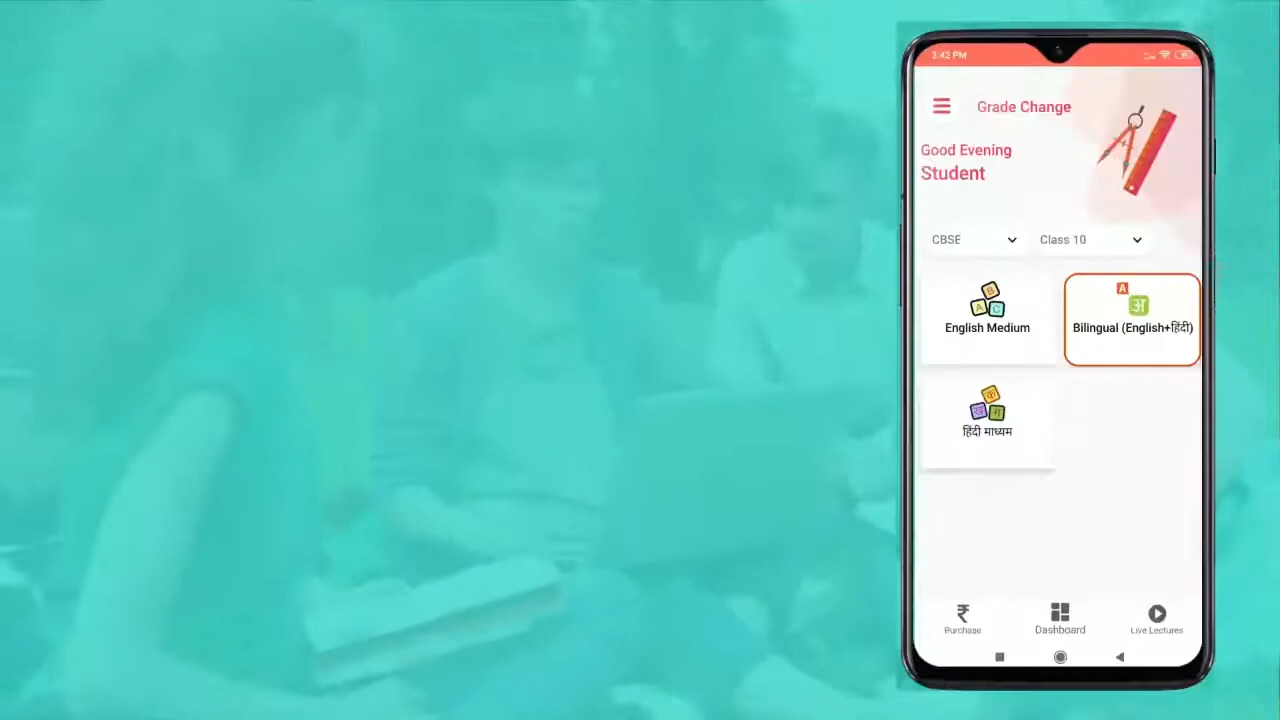 3:42 PM
Grade Change
Good Evening
Student
CBSE
Class 10
B
A C
English Medium
A
अ
Bilingual (English+हिंदी)
क
ख ग
हिंदी माध्यम
₹
Purchase
Dashboard
Live Lectures